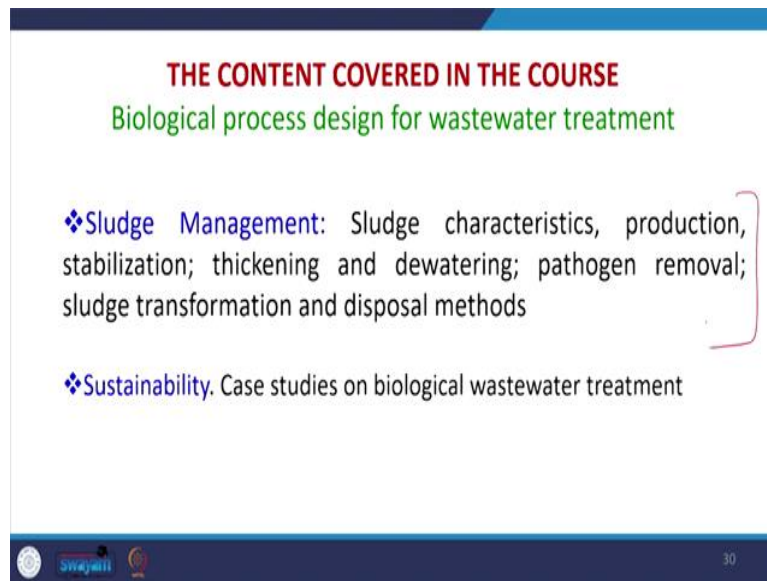 THE CONTENT COVERED IN THE COURSE
Biological process design for wastewater treatment
❖Sludge Management: Sludge characteristics, production,
stabilization; thickening and dewatering; pathogen removal;
sludge transformation and disposal methods
❖Sustainability. Case studies on biological wastewater treatment
swayam
30